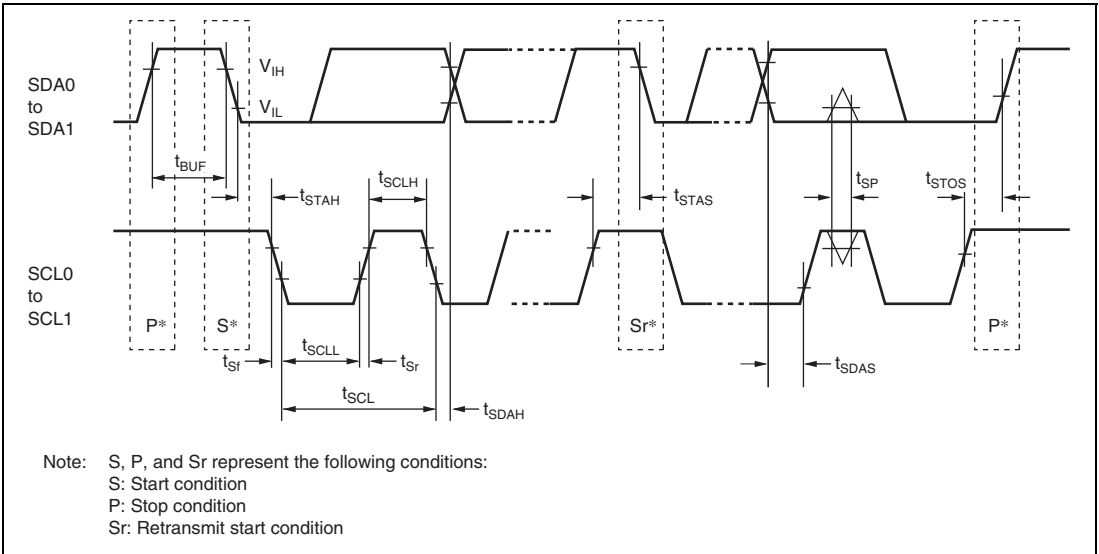 SDA0
to
SDA1
V_IH
V_IL
t_BUF
t_STAH
t_SCLH
t_STAS
t_SP
t_STOS
SCL0
to
SCL1
P*
S*
Sr*
P*
t_Sf
t_SCLL
t_Sr
t_SCL
t_SDAH
t_SDAS
Note: S, P, and Sr represent the following conditions:
S: Start condition
P: Stop condition
Sr: Retransmit start condition